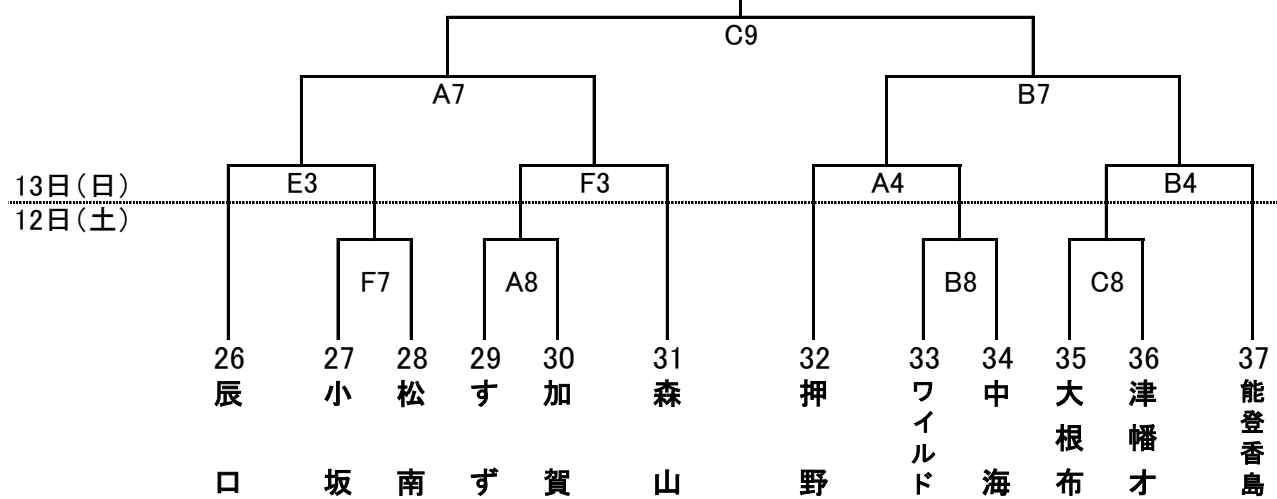 C9
A7 B7
13日(日) E3 F3 A4 B4
12日(土)
F7 A8 B8 C8
26 27 28 29 30 31 32 33 34 35 36 37
辰口
小坂
松南
すず
加賀
森山
押野
ワイルド
中海
大根布
津幡才
能登香島